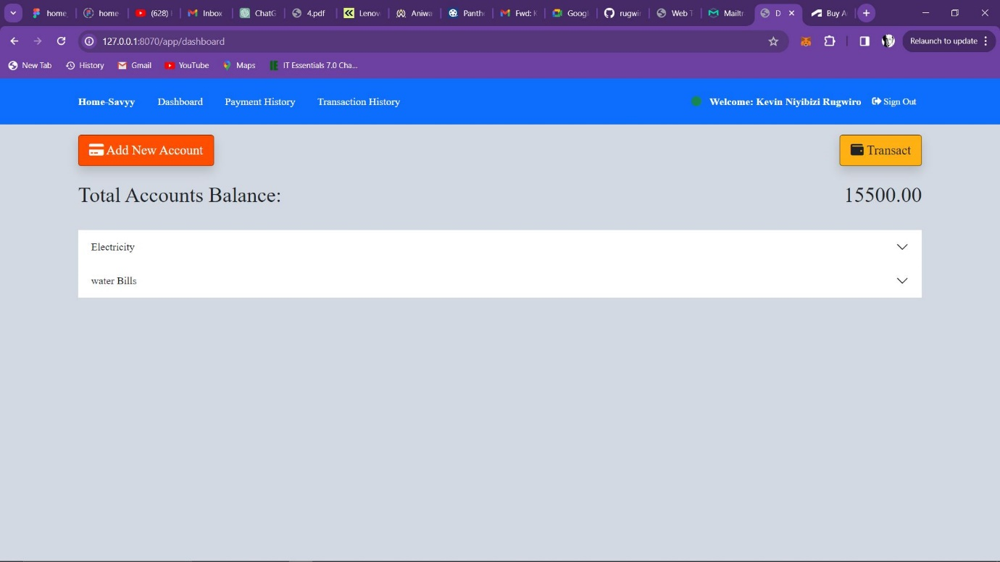 home_
home-
(628) |
Inbox
ChatG
4.pdf
Lenov
Aniwa
Panthe
Fwd: K
Googl
rugwir
Web T
Mailtr
D
Buy A
127.0.0.1:8070/app/dashboard
Relaunch to update
New Tab
History
Gmail
YouTube
Maps
IT Essentials 7.0 Cha...
Home-Savyy Dashboard Payment History Transaction History Welcome: Kevin Niyibizi Rugwiro Sign Out
Add New Account
Transact
Total Accounts Balance: 15500.00
Electricity
water Bills